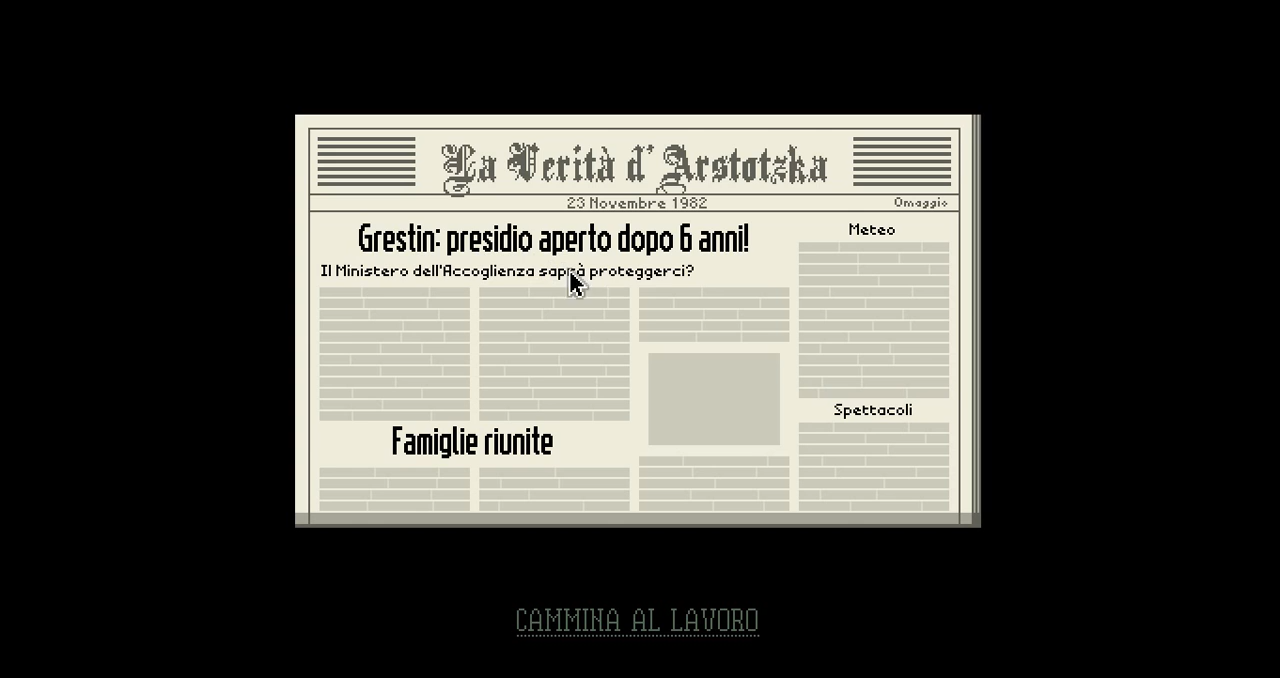 La Verità d'Arstotzka
23 Novembre 1982
Omaggio
Grestin: presidio aperto dopo 6 anni!
Il Ministero dell'Accoglienza saprà proteggerci?
Famiglie riunite
Meteo
Spettacoli
CAMMINA AL LAVORO